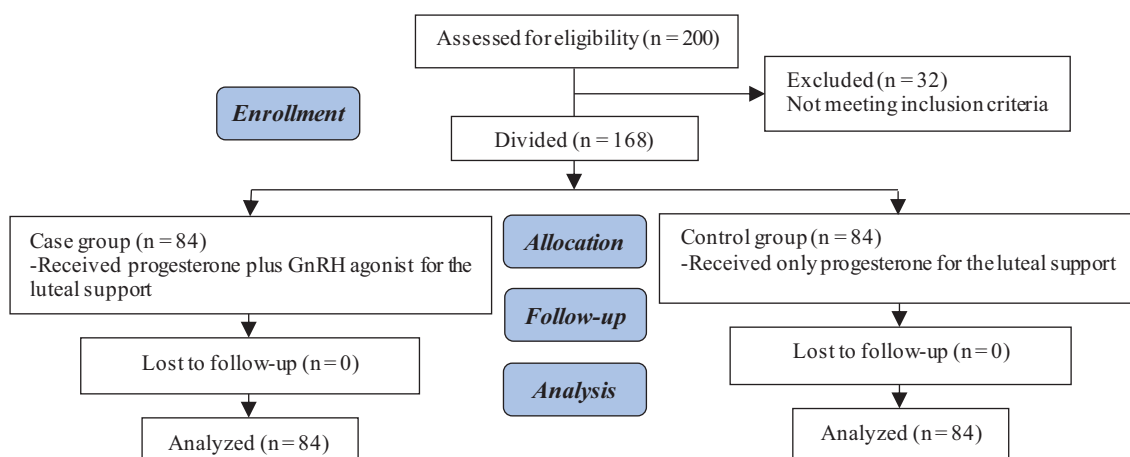 Assessed for eligibility (n = 200)
Excluded (n = 32)
Not meeting inclusion criteria
Enrollment
Divided (n = 168)
Case group (n = 84)
-Received progesterone plus GnRH agonist for the
luteal support
Allocation
Control group (n = 84)
-Received only progesterone for the luteal support
Follow-up
Lost to follow-up (n = 0)
Lost to follow-up (n = 0)
Analysis
Analyzed (n = 84)
Analyzed (n = 84)